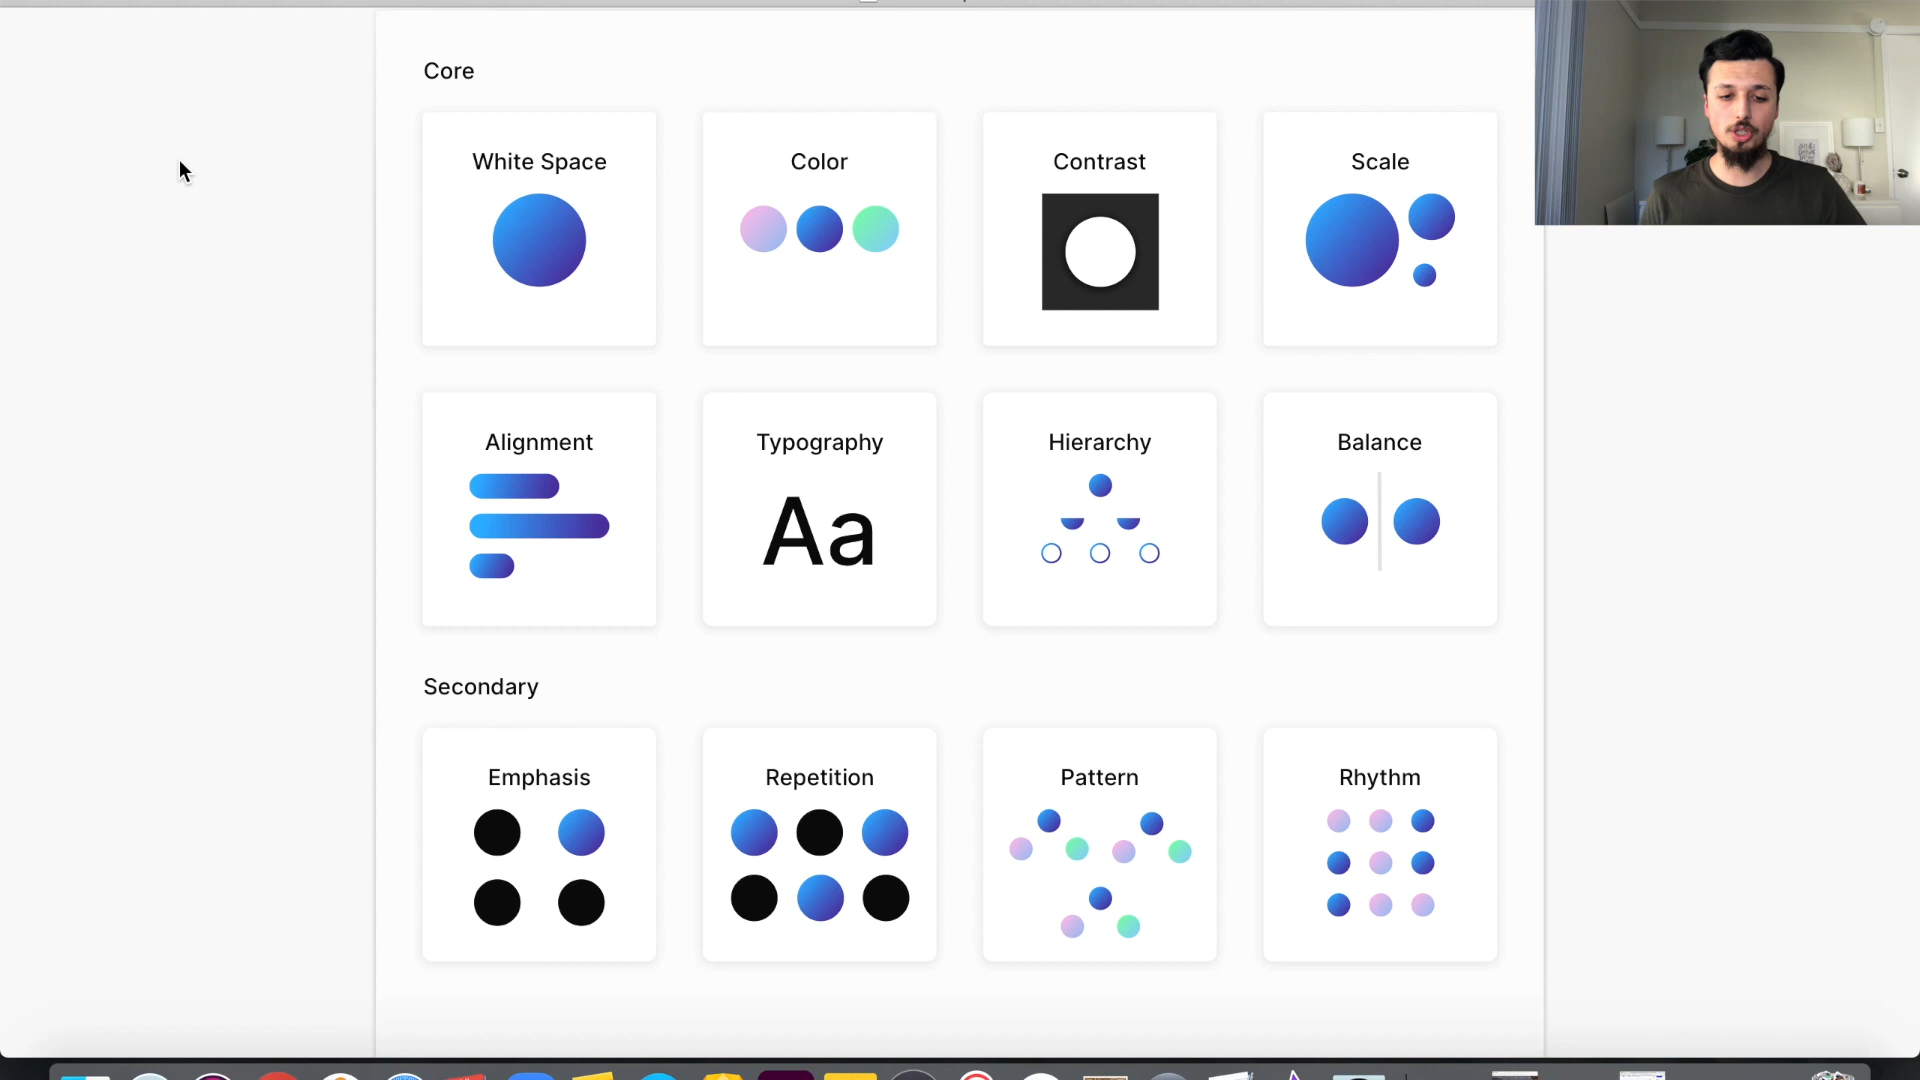 Core
White Space
Color
Contrast
Scale
Alignment
Typography
Hierarchy
Balance
Aa
Secondary
Emphasis
Repetition
Pattern
Rhythm